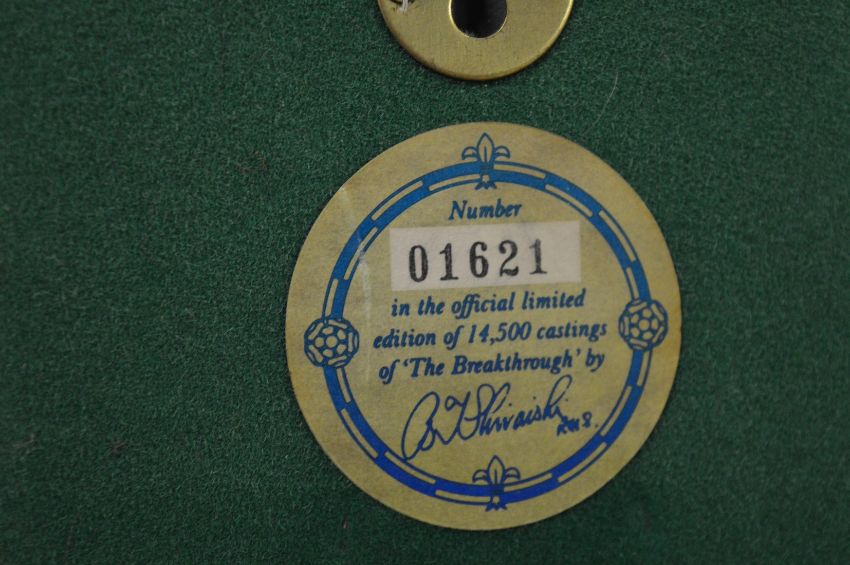 Number
01621
in the official limited
edition of 14,500 castings
of 'The Breakthrough' by